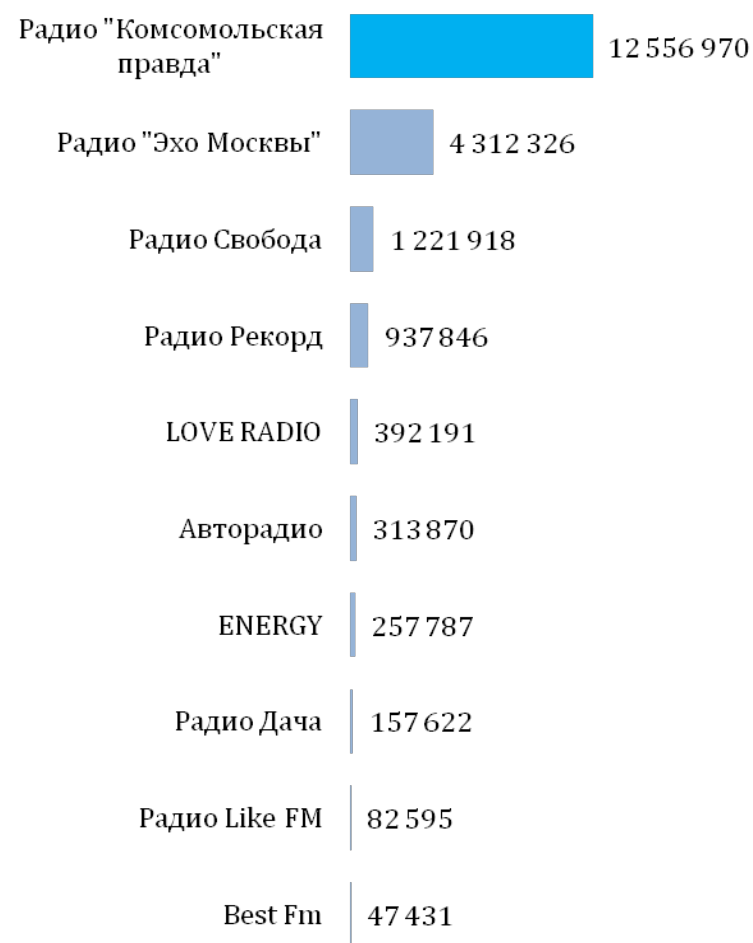 Радио "Комсомольская
правда"
12 556 970
Радио "Эхо Москвы"
4 312 326
Радио Свобода
1 221 918
Радио Рекорд
937 846
LOVE RADIO
392 191
Авторадио
313 870
ENERGY
257 787
Радио Дача
157 622
Радио Like FM
82 595
Best Fm
47 431